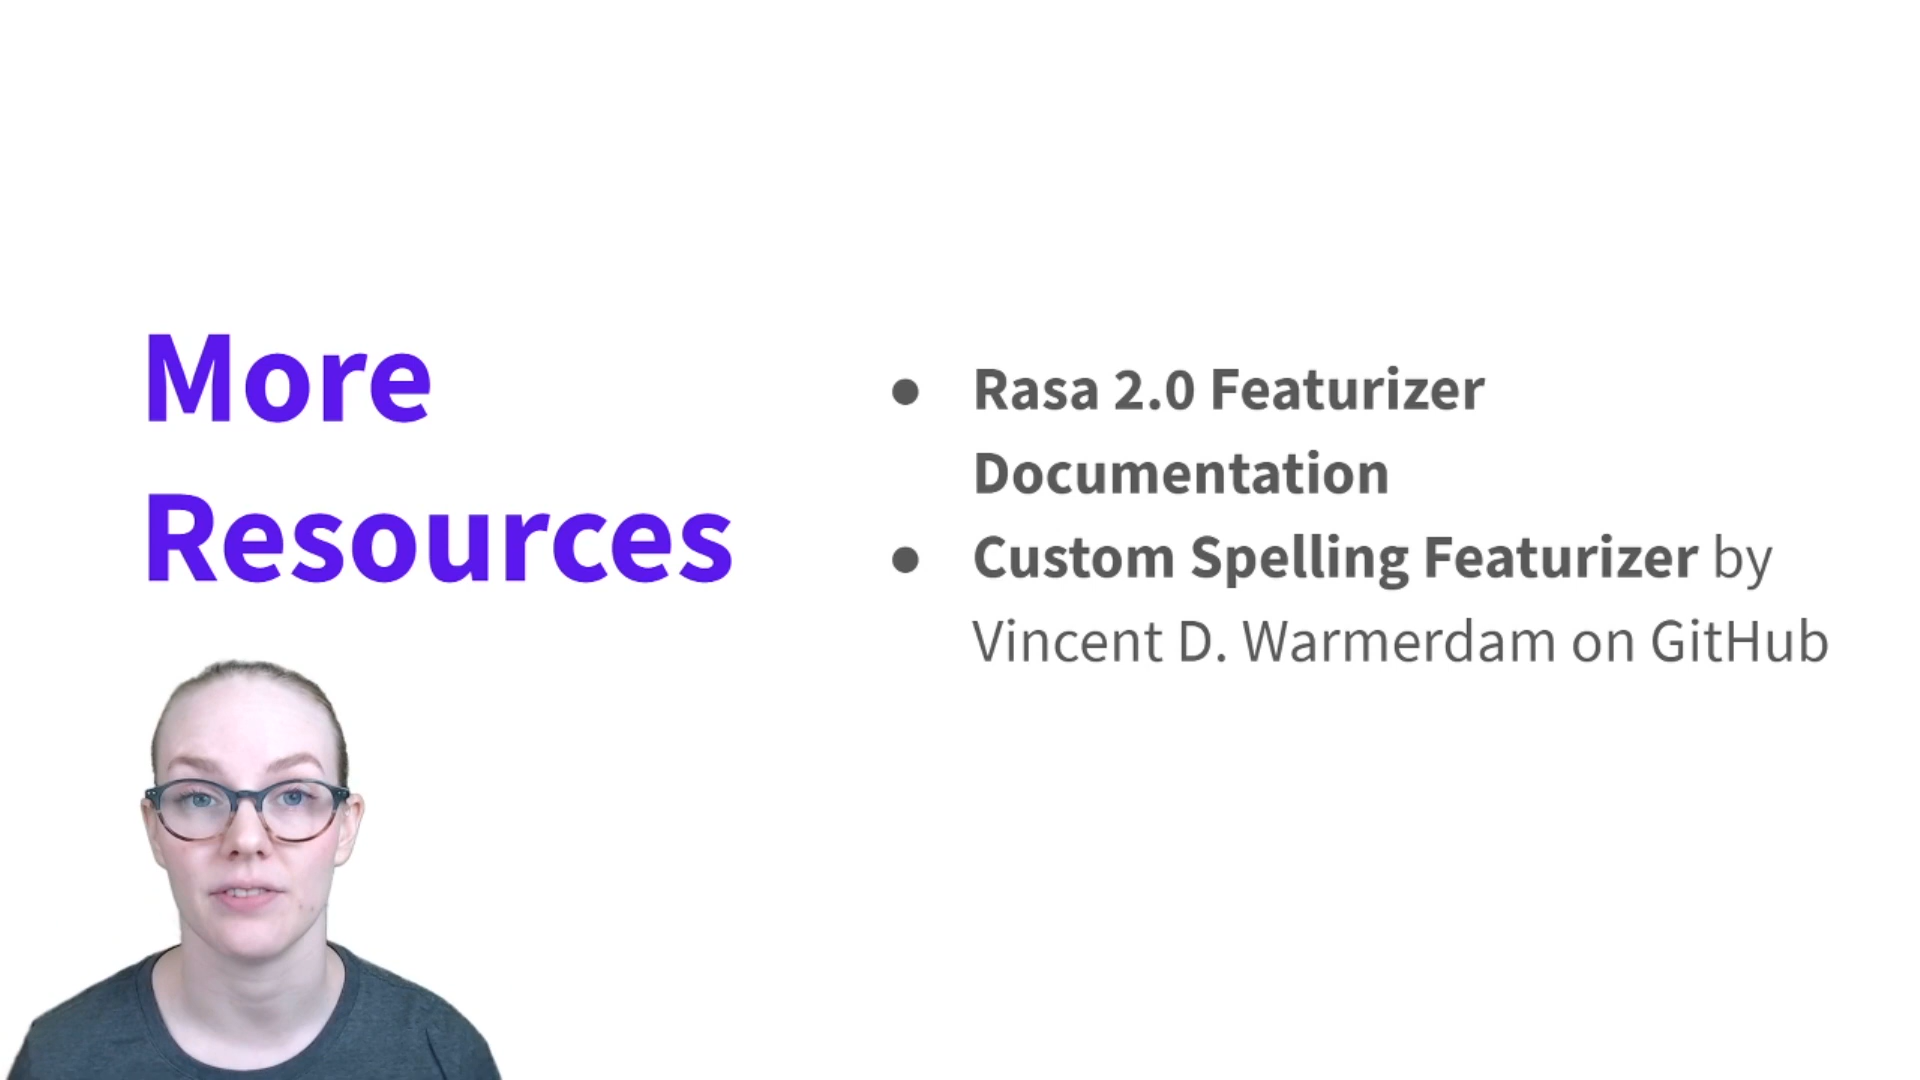 More
Resources
● Rasa 2.0 Featurizer
Documentation
● Custom Spelling Featurizer by
Vincent D. Warmerdam on GitHub